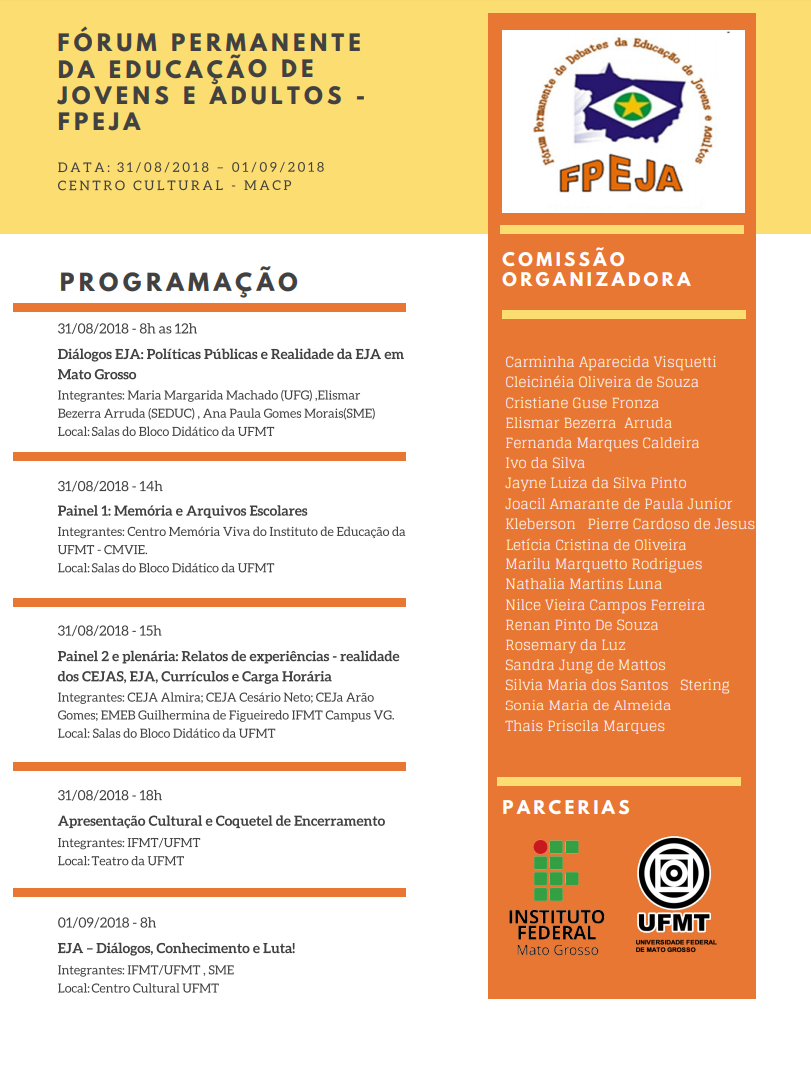 FÓRUM PERMANENTE
DA EDUCAÇÃO DE
JOVENS E ADULTOS -
FPEJA
DATA: 31/08/2018 – 01/09/2018
CENTRO CULTURAL - MACP
PROGRAMAÇÃO
31/08/2018 - 8h as 12h
Diálogos EJA: Políticas Públicas e Realidade da EJA em
Mato Grosso
Integrantes: Maria Margarida Machado (UFG) ,Elismar
Bezerra Arruda (SEDUC) , Ana Paula Gomes Morais(SME)
Local: Salas do Bloco Didático da UFMT
31/08/2018 - 14h
Painel 1: Memória e Arquivos Escolares
Integrantes: Centro Memória Viva do Instituto de Educação da
UFMT - CMVIE.
Local: Salas do Bloco Didático da UFMT
31/08/2018 - 15h
Painel 2 e plenária: Relatos de experiências - realidade
dos CEJAS, EJA, Currículos e Carga Horária
Integrantes: CEJA Almira; CEJA Cesário Neto; CEJa Arão
Gomes; EMEB Guilhermina de Figueiredo IFMT Campus VG.
Local: Salas do Bloco Didático da UFMT
31/08/2018 - 18h
Apresentação Cultural e Coquetel de Encerramento
Integrantes: IFMT/UFMT
Local: Teatro da UFMT
01/09/2018 - 8h
EJA – Diálogos, Conhecimento e Luta!
Integrantes: IFMT/UFMT , SME
Local: Centro Cultural UFMT
Fórum Permanente de Debates da Educação de Jovens e Adultos
FPEJA
COMISSÃO
ORGANIZADORA
Carminha Aparecida Visquetti
Cleicinéia Oliveira de Souza
Cristiane Guse Fronza
Elismar Bezerra Arruda
Fernanda Marques Caldeira
Ivo da Silva
Jayne Luiza da Silva Pinto
Joacil Amarante de Paula Junior
Kleberson Pierre Cardoso de Jesus
Letícia Cristina de Oliveira
Marilu Marquetto Rodrigues
Nathalia Martins Luna
Nilce Vieira Campos Ferreira
Renan Pinto De Souza
Rosemary da Luz
Sandra Jung de Mattos
Silvia Maria dos Santos Stering
Sonia Maria de Almeida
Thais Priscila Marques
PARCERIAS
INSTITUTO
FEDERAL
Mato Grosso
UFMT
UNIVERSIDADE FEDERAL
DE MATO GROSSO